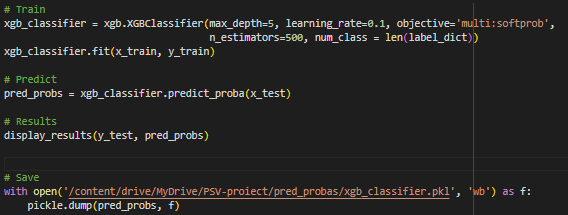 # Train
xgb_classifier = xgb.XGBClassifier(max_depth=5, learning_rate=0.1, objective='multi:softprob',
n_estimators=500, num_class = len(label_dict))
xgb_classifier.fit(x_train, y_train)
# Predict
pred_probs = xgb_classifier.predict_proba(x_test)
# Results
display_results(y_test, pred_probs)
# Save
with open('/content/drive/MyDrive/PSV-project/pred_probas/xgb_classifier.pkl', 'wb') as f:
pickle.dump(pred_probs, f)